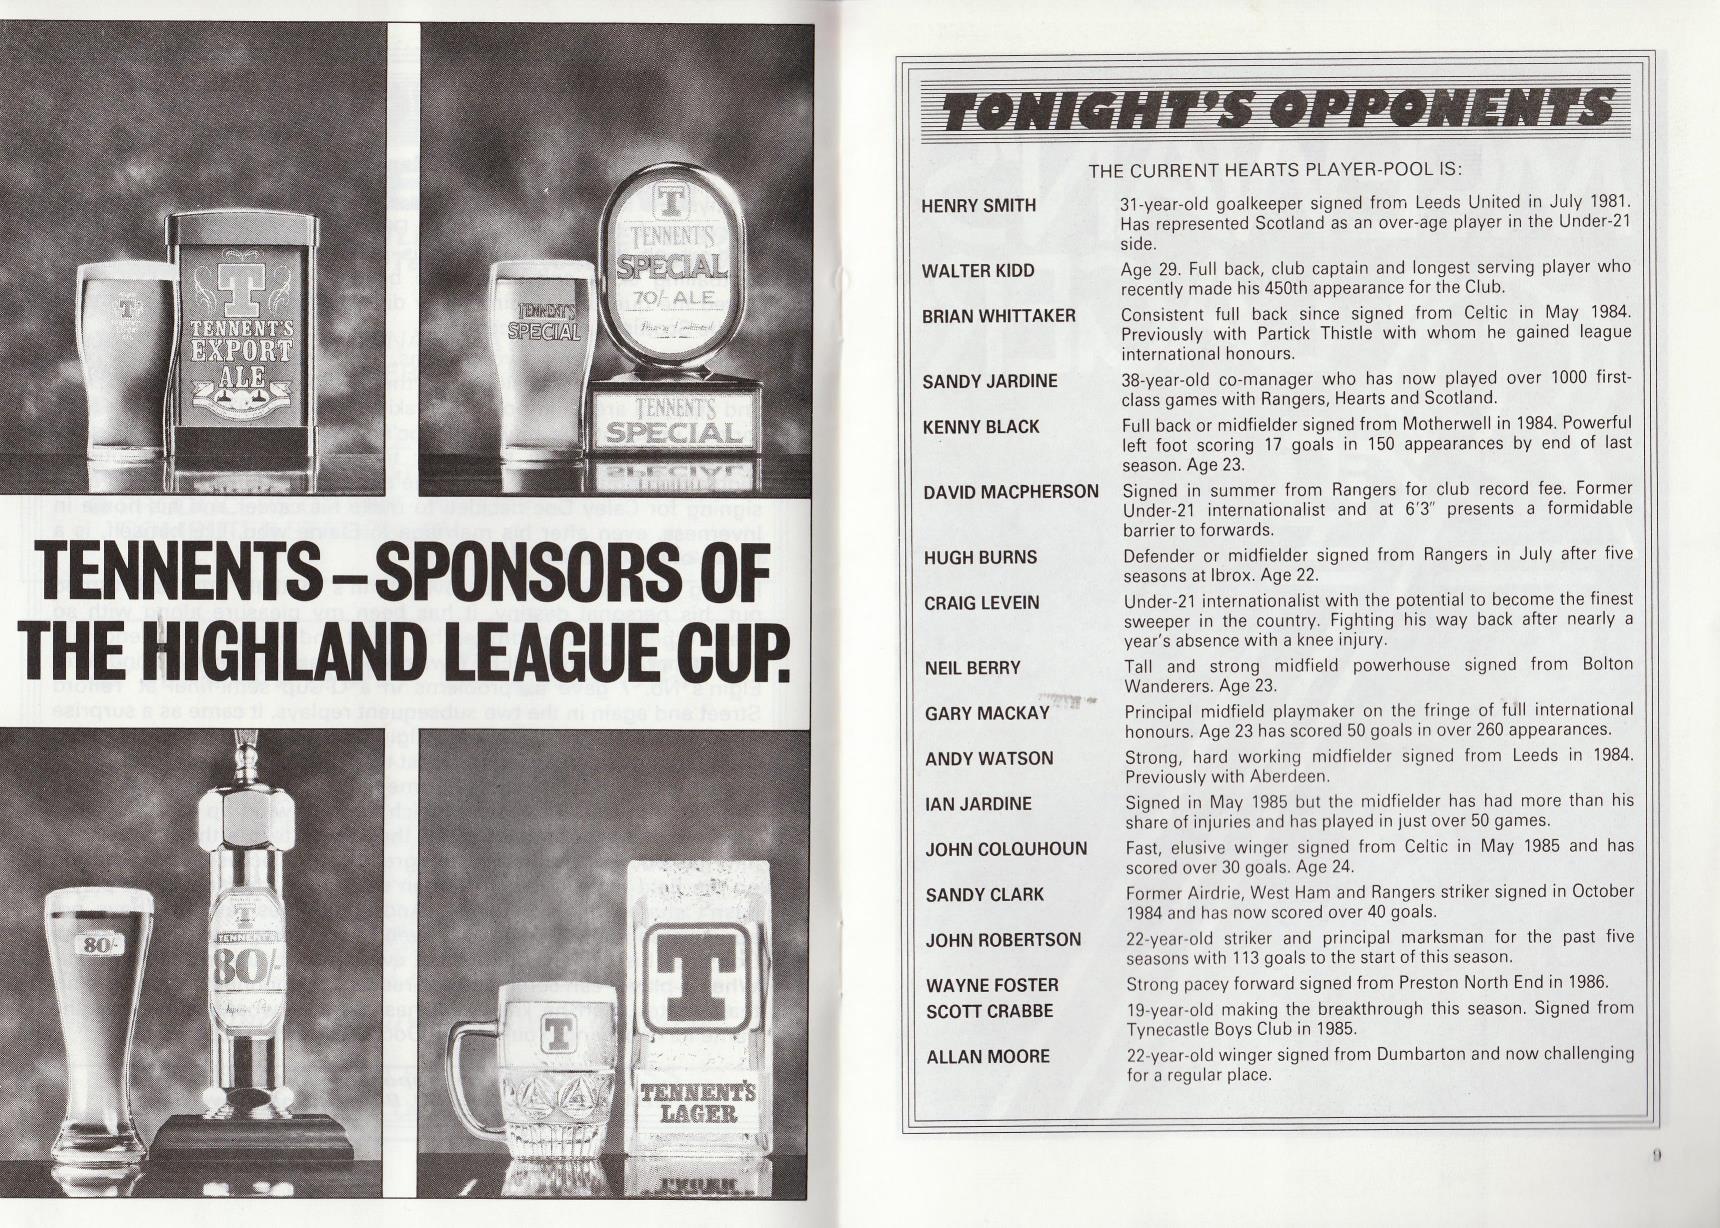 T
TENNENT'S
EXPORT
ALE
T
T
TENNENT'S
SPECIAL
70/- ALE
TENNENT'S
SPECIAL
TENNENT'S
SPECIAL
TENNENTS – SPONSORS OF
THE HIGHLAND LEAGUE CUP.
80/-
T
TENNENT'S
80/-
T
T
TENNENT'S
LAGER
TONIGHT'S OPPONENTS
THE CURRENT HEARTS PLAYER-POOL IS:
HENRY SMITH 31-year-old goalkeeper signed from Leeds United in July 1981.
Has represented Scotland as an over-age player in the Under-21
side.
WALTER KIDD Age 29. Full back, club captain and longest serving player who
recently made his 450th appearance for the Club.
BRIAN WHITTAKER Consistent full back since signed from Celtic in May 1984.
Previously with Partick Thistle with whom he gained league
international honours.
SANDY JARDINE 38-year-old co-manager who has now played over 1000 first-
class games with Rangers, Hearts and Scotland.
KENNY BLACK Full back or midfielder signed from Motherwell in 1984. Powerful
left foot scoring 17 goals in 150 appearances by end of last
season. Age 23.
DAVID MACPHERSON Signed in summer from Rangers for club record fee. Former
Under-21 internationalist and at 6'3" presents a formidable
barrier to forwards.
HUGH BURNS Defender or midfielder signed from Rangers in July after five
seasons at Ibrox. Age 22.
CRAIG LEVEIN Under-21 internationalist with the potential to become the finest
sweeper in the country. Fighting his way back after nearly a
year's absence with a knee injury.
NEIL BERRY Tall and strong midfield powerhouse signed from Bolton
Wanderers. Age 23.
GARY MACKAY Principal midfield playmaker on the fringe of full international
honours. Age 23 has scored 50 goals in over 260 appearances.
ANDY WATSON Strong, hard working midfielder signed from Leeds in 1984.
Previously with Aberdeen.
IAN JARDINE Signed in May 1985 but the midfielder has had more than his
share of injuries and has played in just over 50 games.
JOHN COLQUHOUN Fast, elusive winger signed from Celtic in May 1985 and has
scored over 30 goals. Age 24.
SANDY CLARK Former Airdrie, West Ham and Rangers striker signed in October
1984 and has now scored over 40 goals.
JOHN ROBERTSON 22-year-old striker and principal marksman for the past five
seasons with 113 goals to the start of this season.
WAYNE FOSTER Strong pacey forward signed from Preston North End in 1986.
SCOTT CRABBE 19-year-old making the breakthrough this season. Signed from
Tynecastle Boys Club in 1985.
ALLAN MOORE 22-year-old winger signed from Dumbarton and now challenging
for a regular place.
9